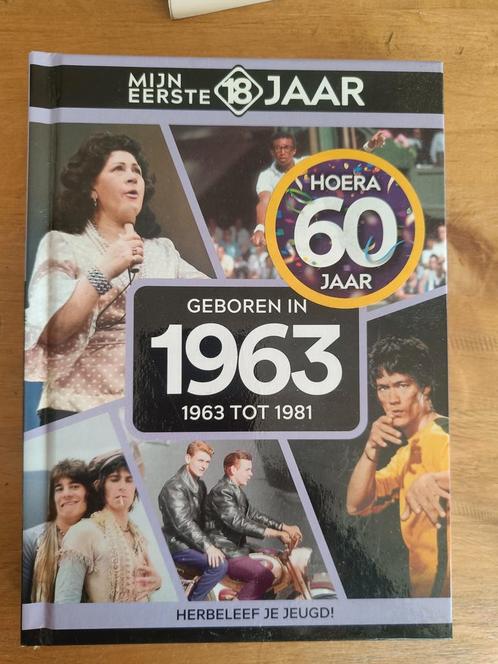 MIJN
EERSTE 18 JAAR
HOERA
60
JAAR
GEBOREN IN
1963
1963 TOT 1981
HERBELEEF JE JEUGD!